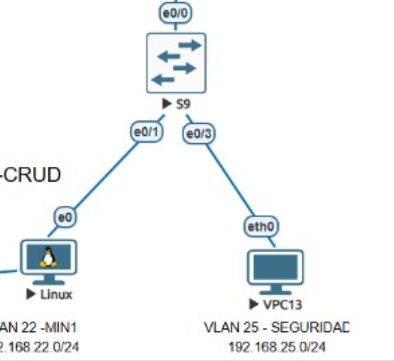 e0/0
S9
e0/1
e0/3
-CRUD
e0
eth0
Linux
VPC13
AN 22 -MIN1
VLAN 25 - SEGURIDAD
2.168.22.0/24
192.168.25.0/24